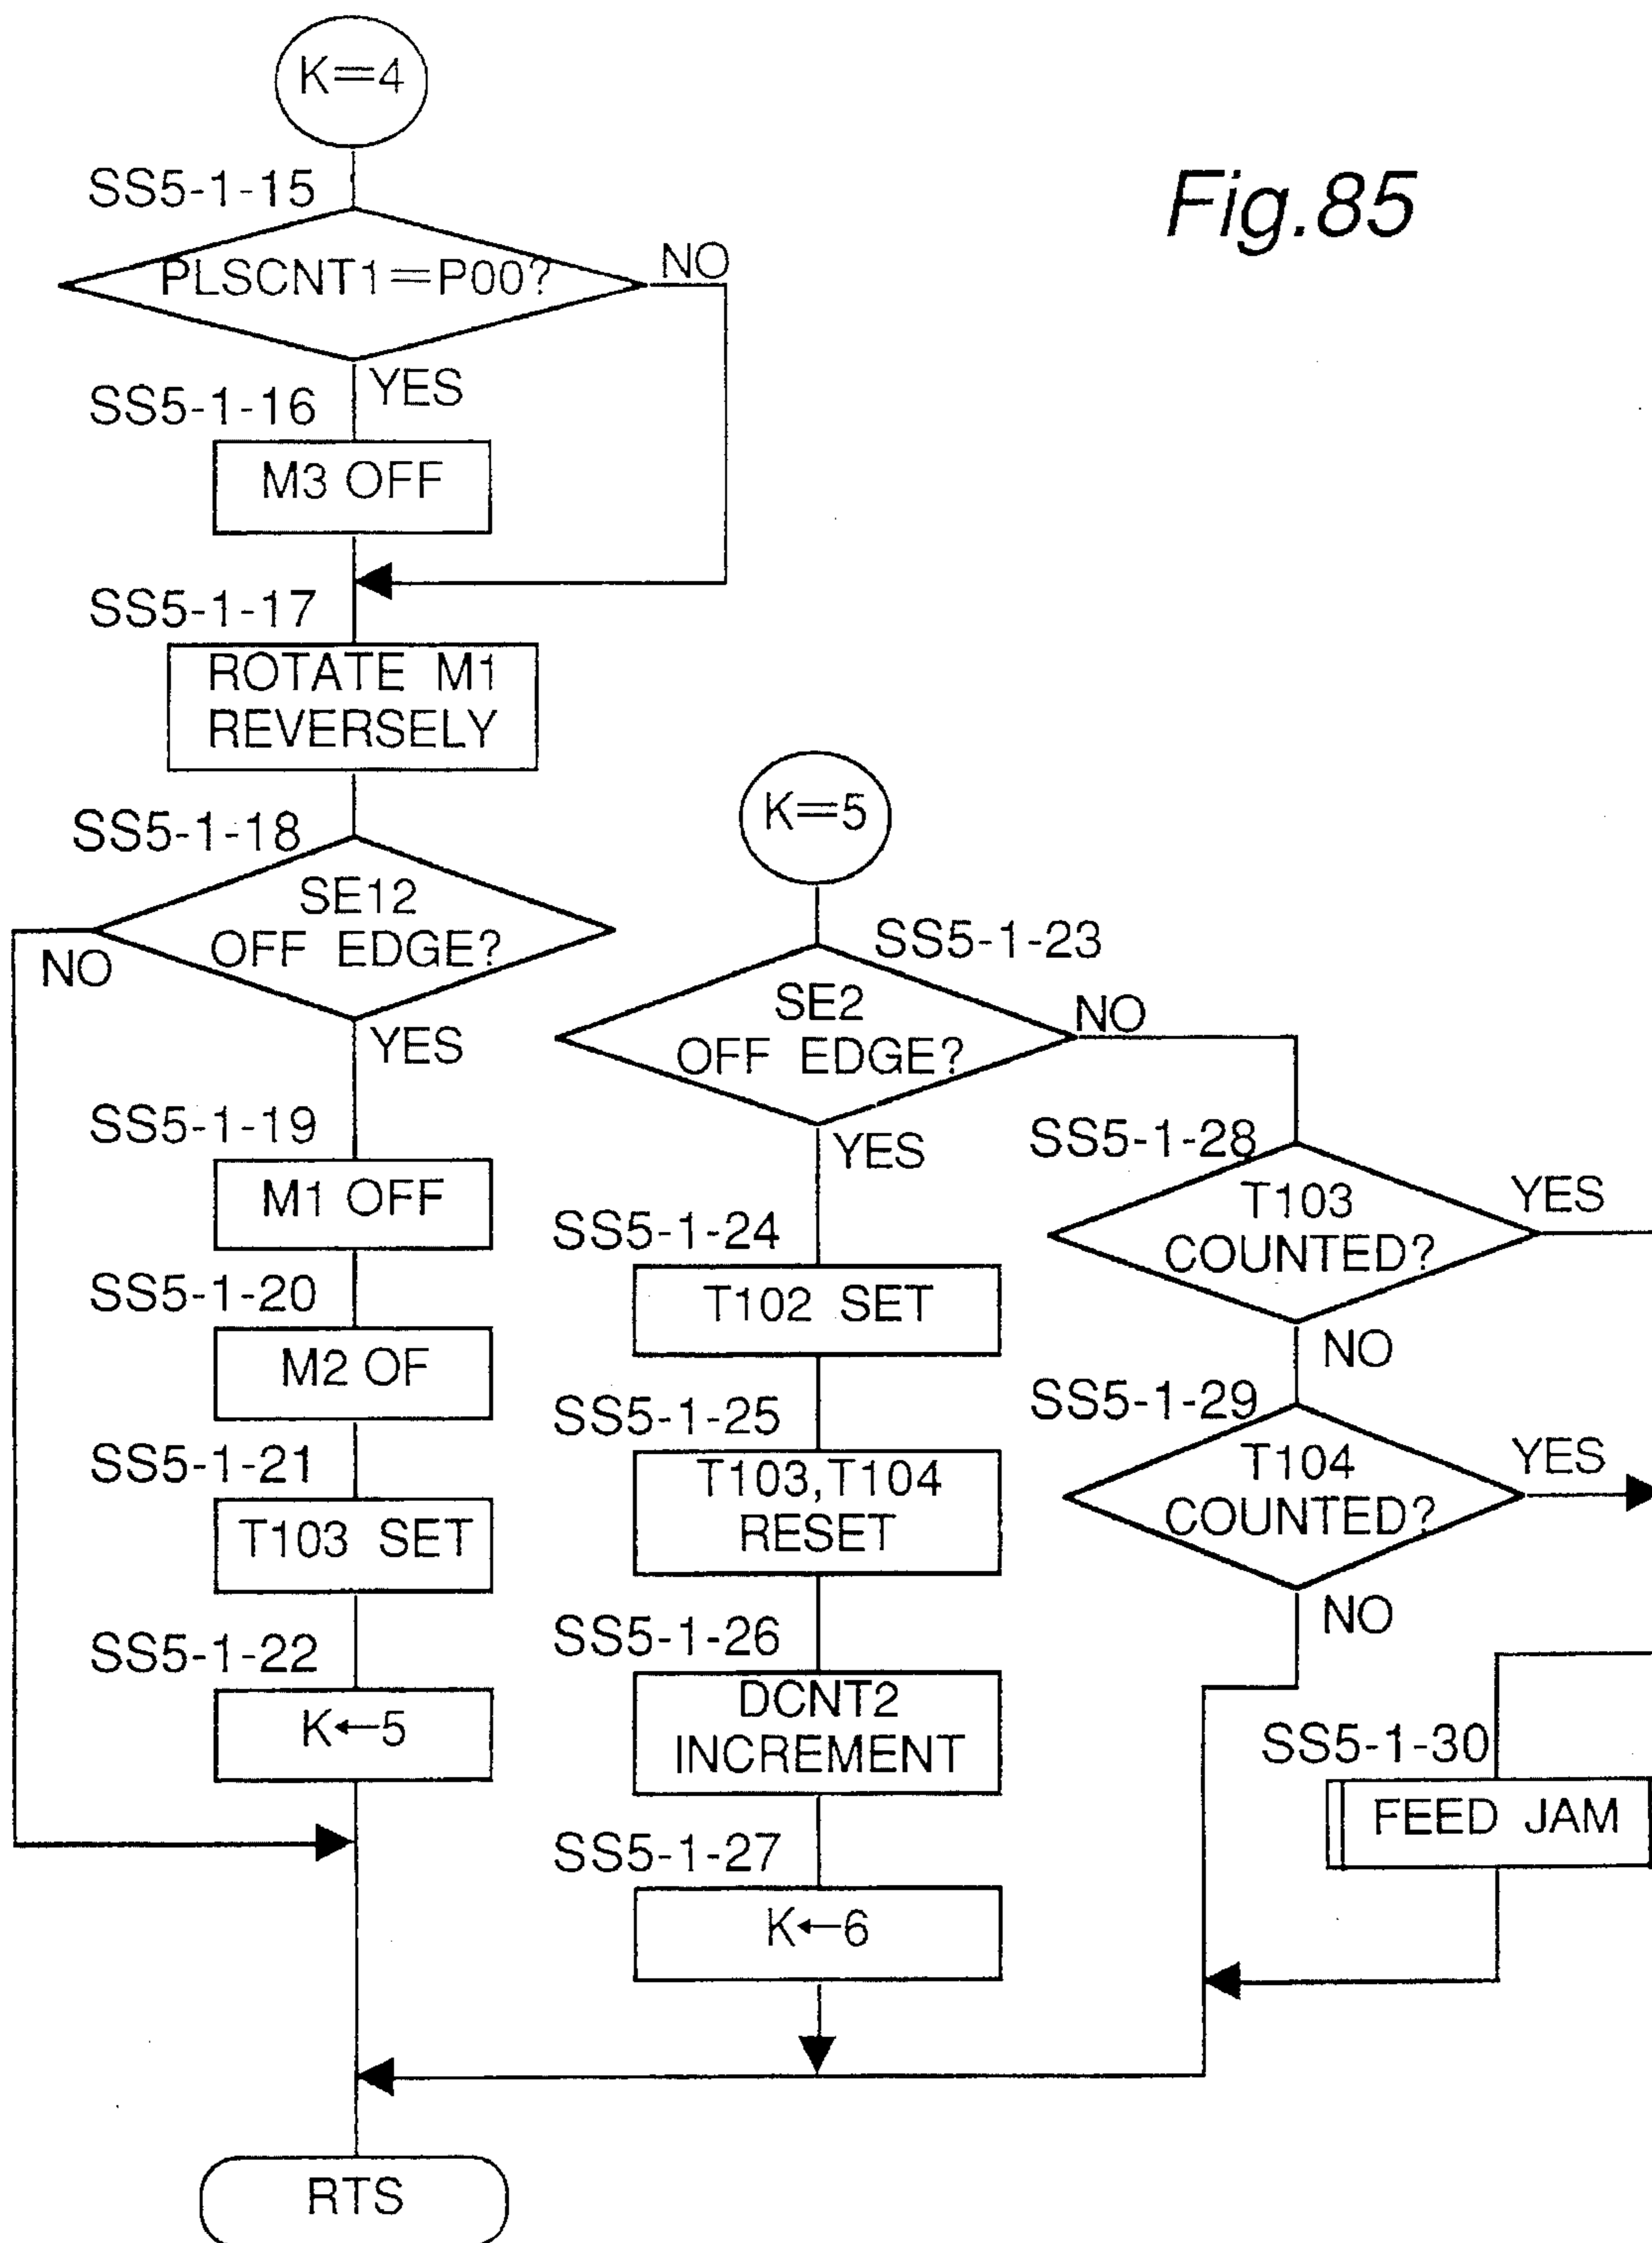 Fig.85
K=4
SS5-1-15
PLSCNT1=P00?
NO
YES
SS5-1-16
M3 OFF
SS5-1-17
ROTATE M1
REVERSELY
SS5-1-18
SE12
OFF EDGE?
NO
YES
SS5-1-19
M1 OFF
SS5-1-20
M2 OF
SS5-1-21
T103 SET
SS5-1-22
K←5
K=5
SS5-1-23
SE2
OFF EDGE?
NO
YES
SS5-1-24
T102 SET
SS5-1-25
T103,T104
RESET
SS5-1-26
DCNT2
INCREMENT
SS5-1-27
K←6
SS5-1-28
T103
COUNTED?
YES
NO
SS5-1-29
T104
COUNTED?
YES
NO
SS5-1-30
FEED JAM
RTS